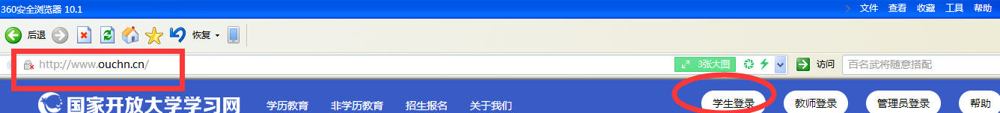 360安全浏览器 10.1 > 文件 查看 收藏 工具 帮助
后退 恢复
http://www.ouchn.cn/ 3张大图 访问 百名武将随意搭配
国家开放大学学习网 学历教育 非学历教育 招生报名 关于我们 学生登录 教师登录 管理员登录 帮助